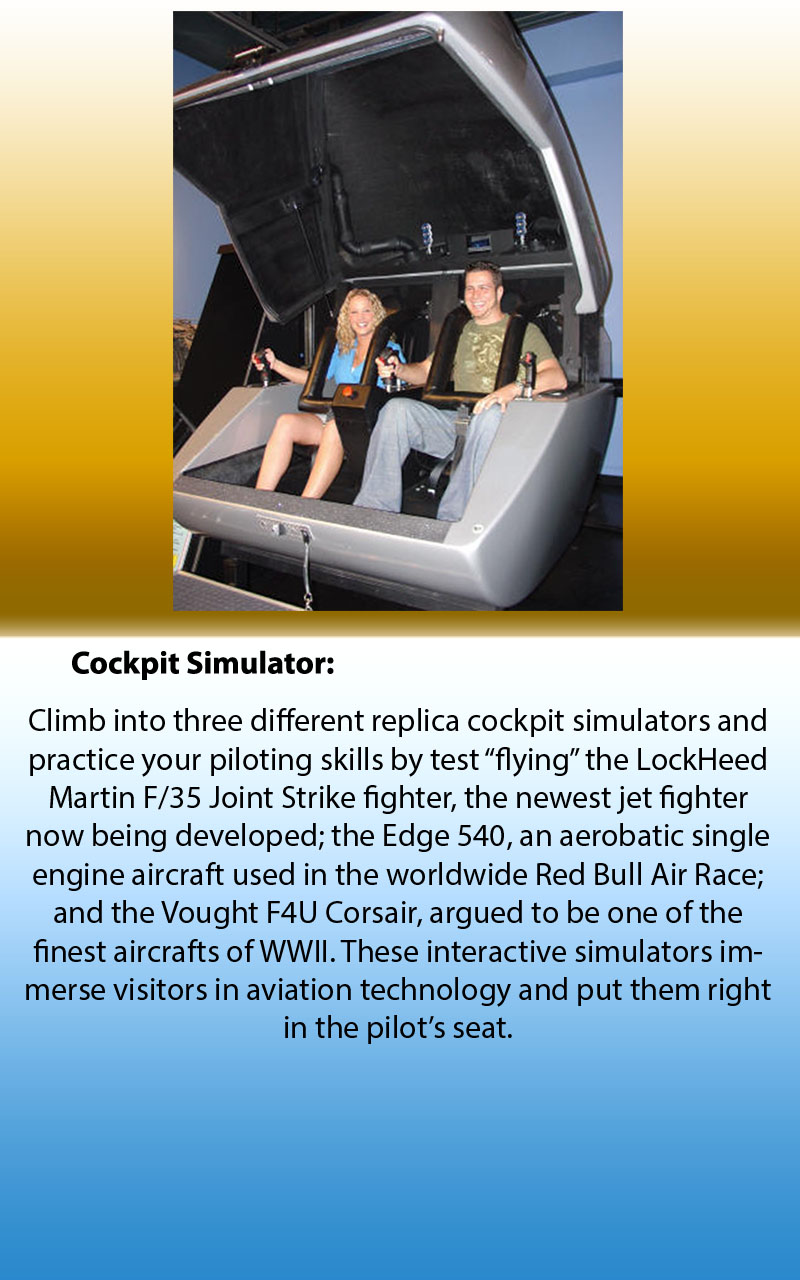 Cockpit Simulator:
Climb into three different replica cockpit simulators and
practice your piloting skills by test “flying” the LockHeed
Martin F/35 Joint Strike fighter, the newest jet fighter
now being developed; the Edge 540, an aerobatic single
engine aircraft used in the worldwide Red Bull Air Race;
and the Vought F4U Corsair, argued to be one of the
finest aircrafts of WWII. These interactive simulators im-
merse visitors in aviation technology and put them right
in the pilot’s seat.